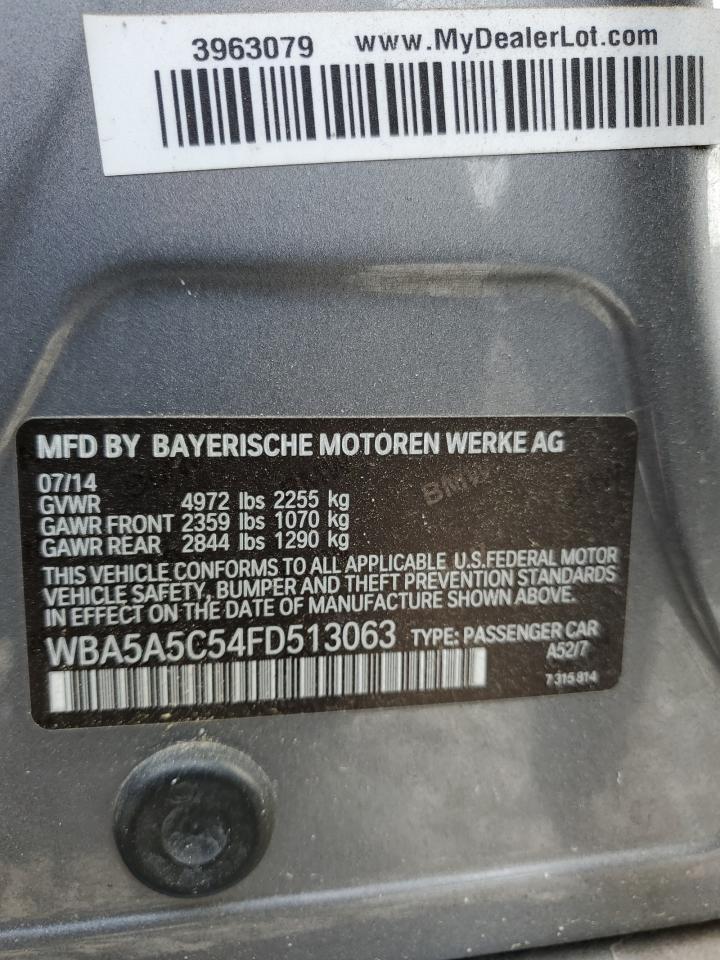 3963079 www.MyDealerLot.com
MFD BY BAYERISCHE MOTOREN WERKE AG
07/14
GVWR 4972 lbs 2255 kg
GAWR FRONT 2359 lbs 1070 kg
GAWR REAR 2844 lbs 1290 kg
BMW
THIS VEHICLE CONFORMS TO ALL APPLICABLE U.S.FEDERAL MOTOR
VEHICLE SAFETY, BUMPER AND THEFT PREVENTION STANDARDS
IN EFFECT ON THE DATE OF MANUFACTURE SHOWN ABOVE.
WBA5A5C54FD513063 TYPE: PASSENGER CAR
A52/7
7 315 814